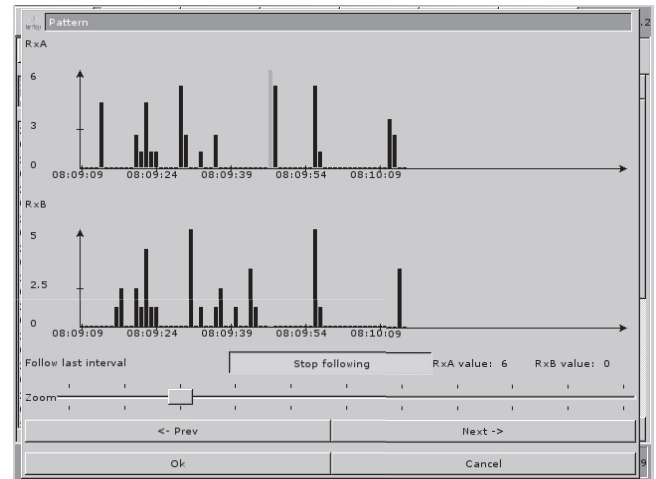 Pattern
.2
RxA
6
3
0
08:09:09 08:09:24 08:09:39 08:09:54 08:10:09
RxB
5
2.5
0
08:09:09 08:09:24 08:09:39 08:09:54 08:10:09
Follow last interval Stop following RxA value: 6 RxB value: 0
Zoom
<- Prev Next ->
Ok Cancel
9